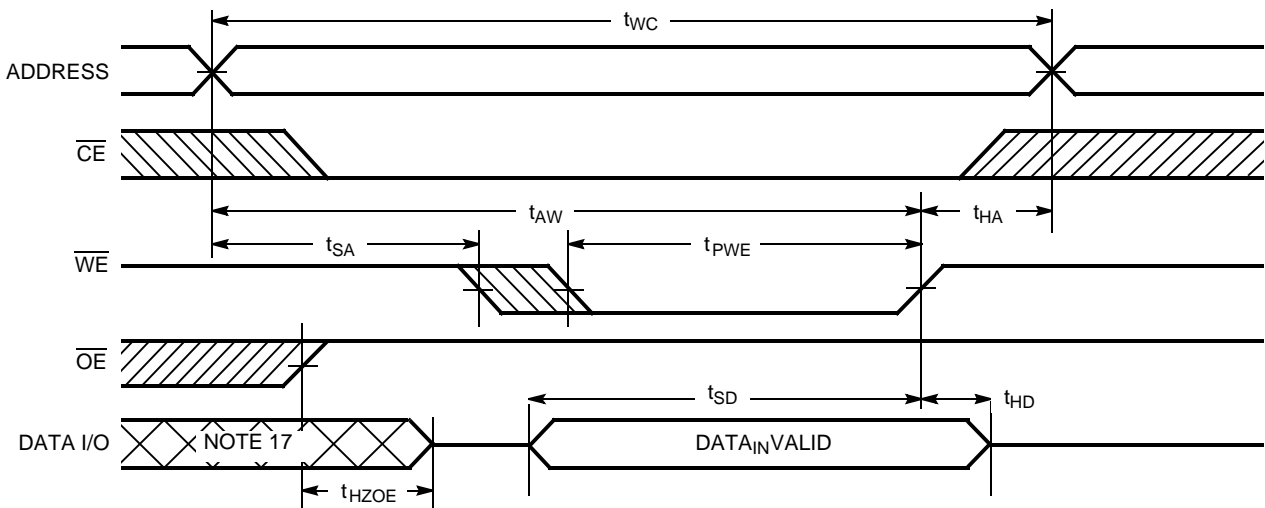 tWC
ADDRESS
CE
tAW
tHA
tSA
tPWE
WE
OE
tSD
tHD
DATA I/O
NOTE 17
DATAINVALID
tHZOE